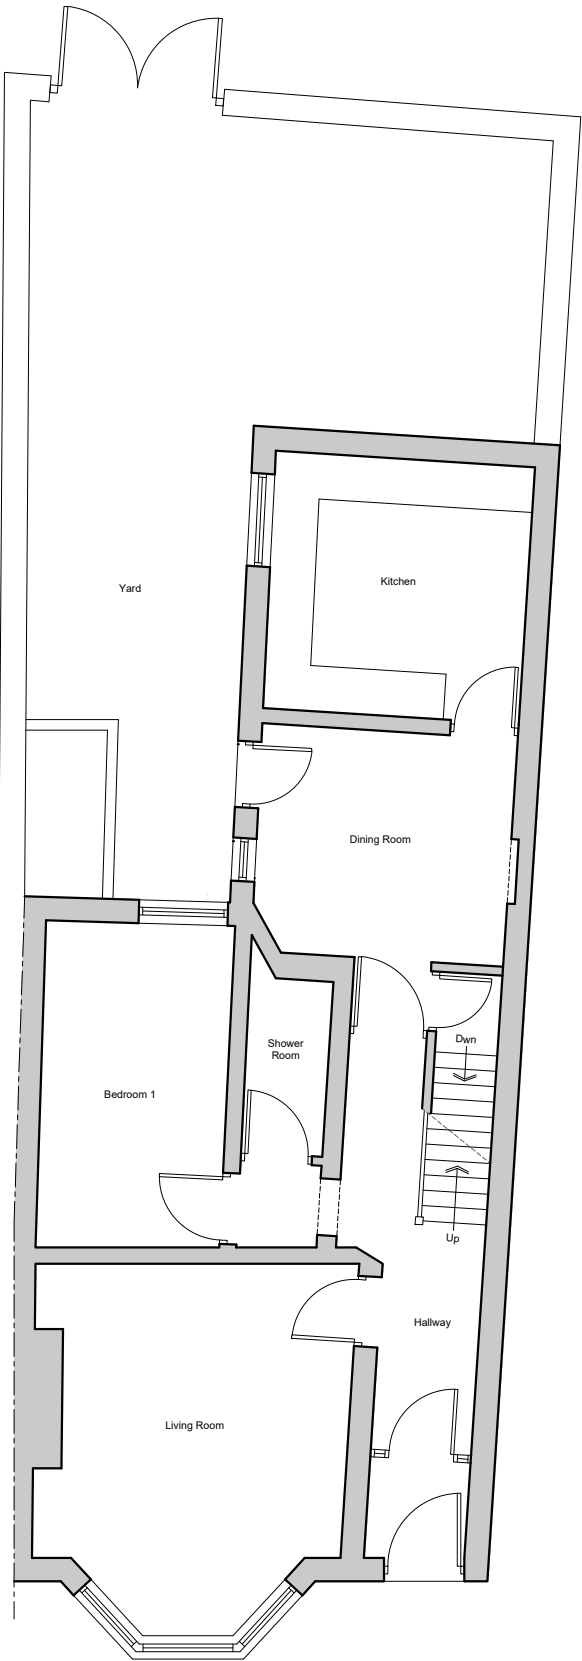 Kitchen
Yard
Dining Room
Dwn
Shower
Room
Bedroom 1
Up
Hallway
Living Room